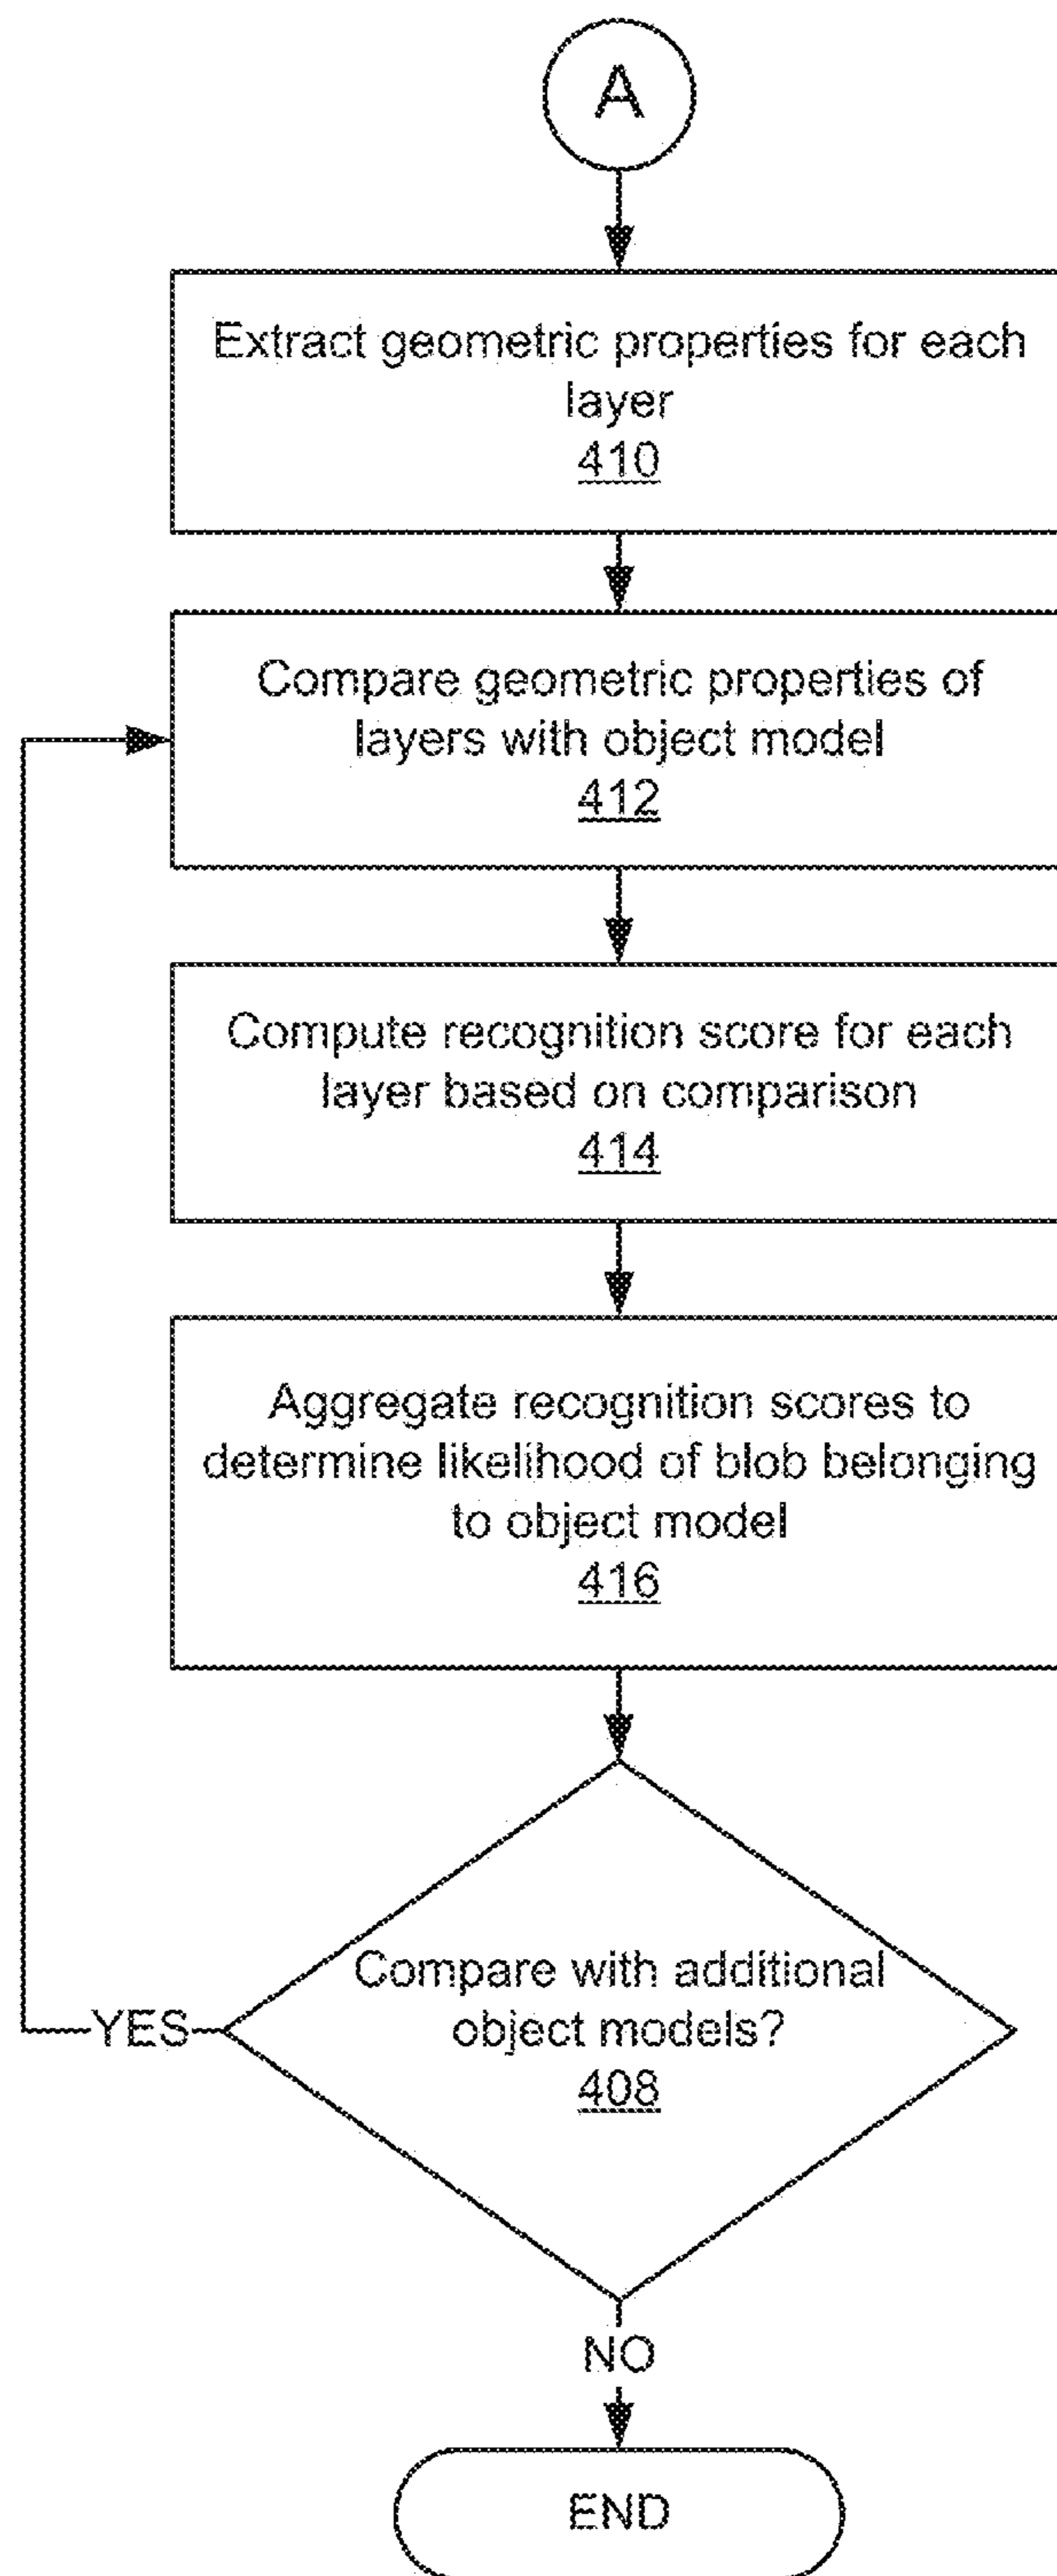 A
Extract geometric properties for each
layer
410
Compare geometric properties of
layers with object model
412
Compute recognition score for each
layer based on comparison
414
Aggregate recognition scores to
determine likelihood of blob belonging
to object model
416
Compare with additional
object models?
408
YES
NO
END